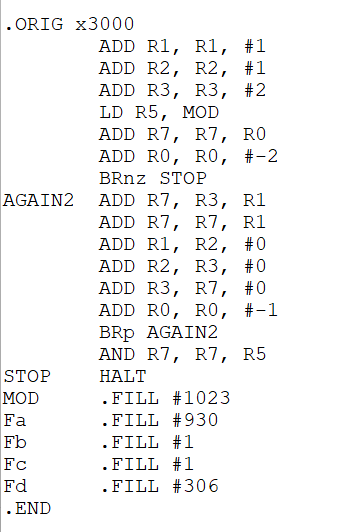 .ORIG x3000
ADD R1, R1, #1
ADD R2, R2, #1
ADD R3, R3, #2
LD R5, MOD
ADD R7, R7, R0
ADD R0, R0, #-2
BRnz STOP
AGAIN2 ADD R7, R3, R1
ADD R7, R7, R1
ADD R1, R2, #0
ADD R2, R3, #0
ADD R3, R7, #0
ADD R0, R0, #-1
BRp AGAIN2
AND R7, R7, R5
STOP HALT
MOD .FILL #1023
Fa .FILL #930
Fb .FILL #1
Fc .FILL #1
Fd .FILL #306
.END